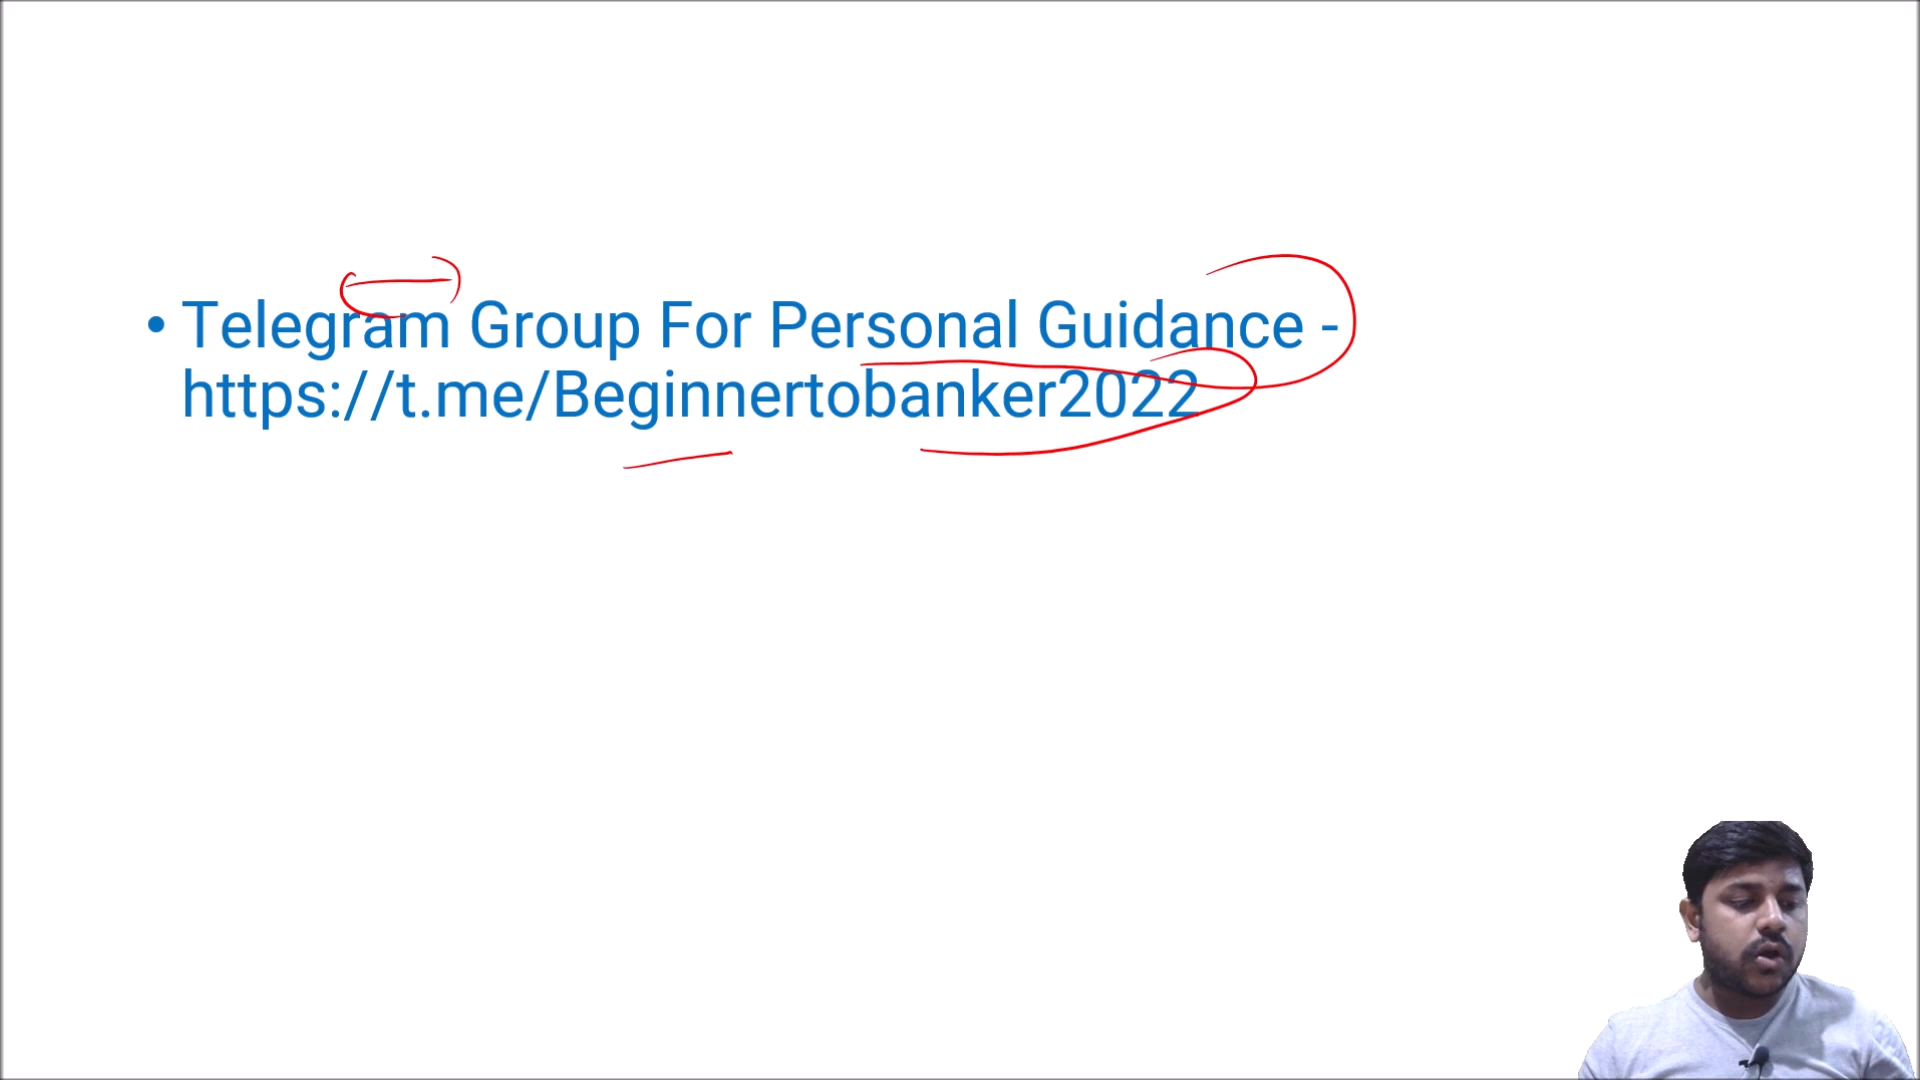 • Telegram Group For Personal Guidance -
https://t.me/Beginnertobanker2022